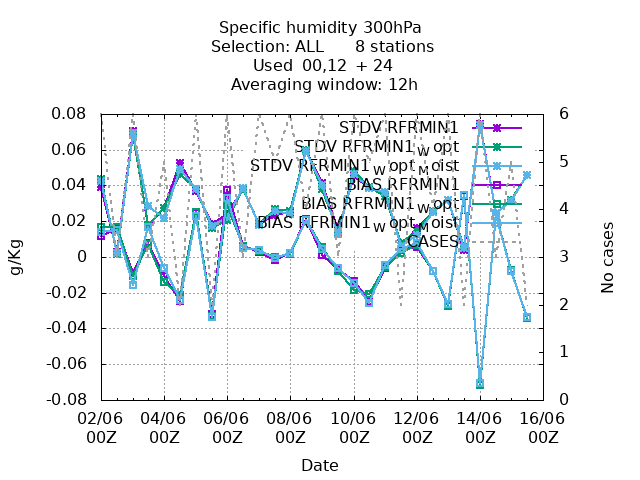 Specific humidity 300hPa
Selection: ALL 8 stations
Used 00,12 + 24
Averaging window: 12h
0.08
0.06
0.04
0.02
0
-0.02
-0.04
-0.06
-0.08
g/Kg
6
5
4
3
2
1
0
No cases
STDV RFRMIN1
STDV RFRMIN1_W opt
STDV RFRMIN1_W opt_Moist
BIAS RFRMIN1
BIAS RFRMIN1_W opt
BIAS RFRMIN1_W opt_Moist
CASES
02/06 04/06 06/06 08/06 10/06 12/06 14/06 16/06
00Z 00Z 00Z 00Z 00Z 00Z 00Z 00Z
Date